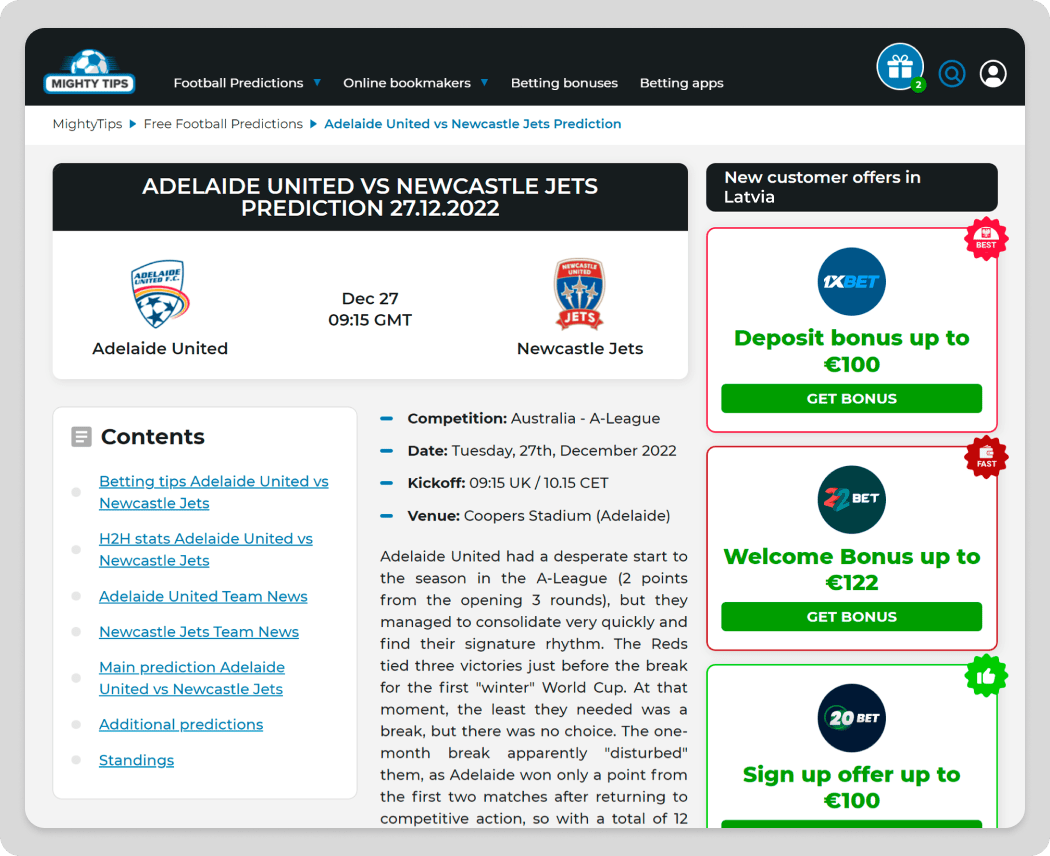 MIGHTY TIPS
Football Predictions
Online bookmakers
Betting bonuses
Betting apps
2
MightyTips
Free Football Predictions
Adelaide United vs Newcastle Jets Prediction
ADELAIDE UNITED VS NEWCASTLE JETS
PREDICTION 27.12.2022
ADELAIDE
UNITED F.C.
Adelaide United
Dec 27
09:15 GMT
NEWCASTLE
UNITED
JETS
Newcastle Jets
Contents
Betting tips Adelaide United vs
Newcastle Jets
H2H stats Adelaide United vs
Newcastle Jets
Adelaide United Team News
Newcastle Jets Team News
Main prediction Adelaide
United vs Newcastle Jets
Additional predictions
Standings
Competition: Australia - A-League
Date: Tuesday, 27th, December 2022
Kickoff: 09:15 UK / 10.15 CET
Venue: Coopers Stadium (Adelaide)
Adelaide United had a desperate start to
the season in the A-League (2 points
from the opening 3 rounds), but they
managed to consolidate very quickly and
find their signature rhythm. The Reds
tied three victories just before the break
for the first "winter" World Cup. At that
moment, the least they needed was a
break, but there was no choice. The one-
month break apparently "disturbed"
them, as Adelaide won only a point from
the first two matches after returning to
competitive action, so with a total of 12
New customer offers in
Latvia
BEST
1XBET
Deposit bonus up to
€100
GET BONUS
FAST
22BET
Welcome Bonus up to
€122
GET BONUS
20BET
Sign up offer up to
€100